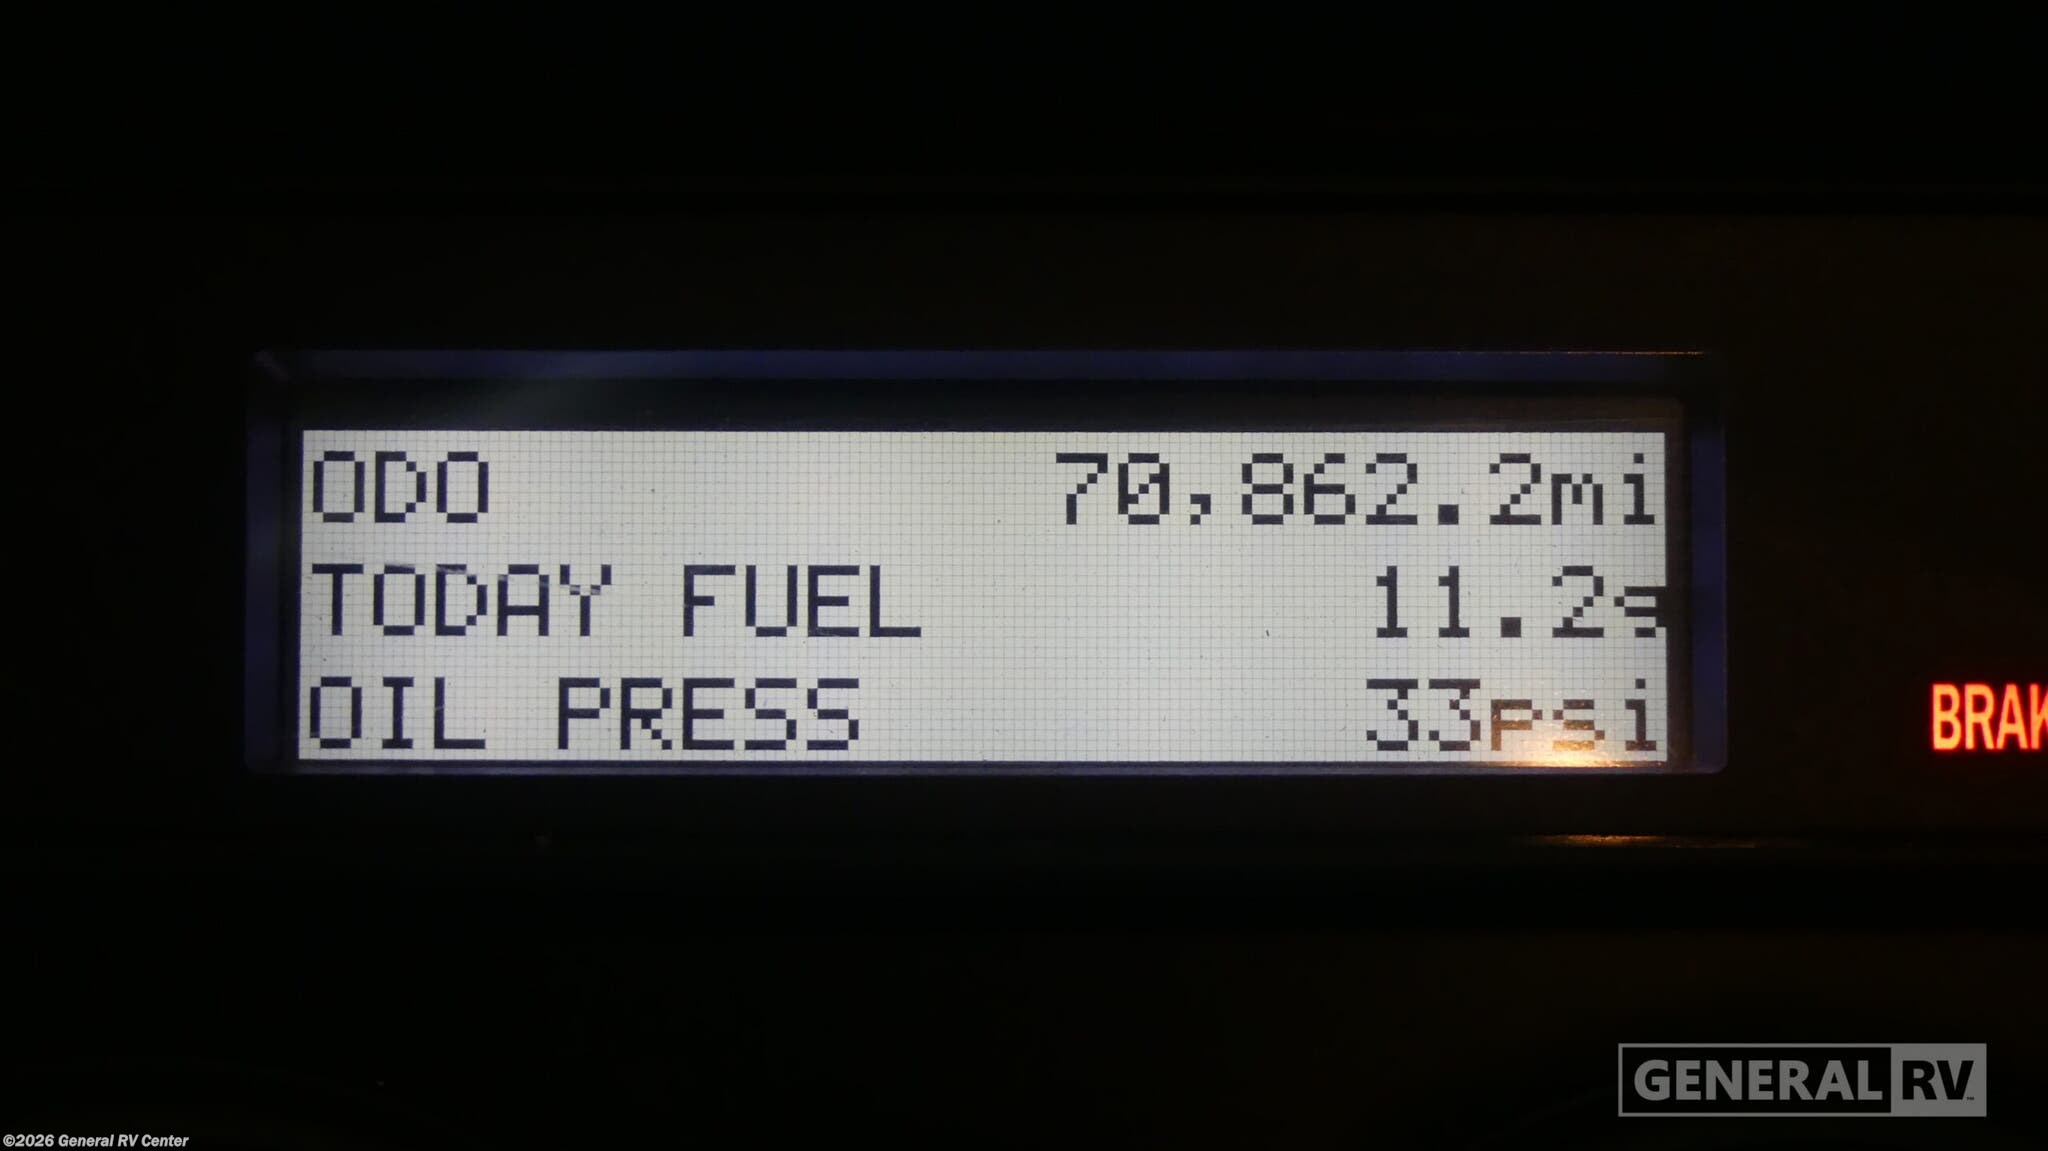 ODO 70,862.2mi
TODAY FUEL 11.2g
OIL PRESS 33psi
BRAK
GENERAL RV
©2026 General RV Center